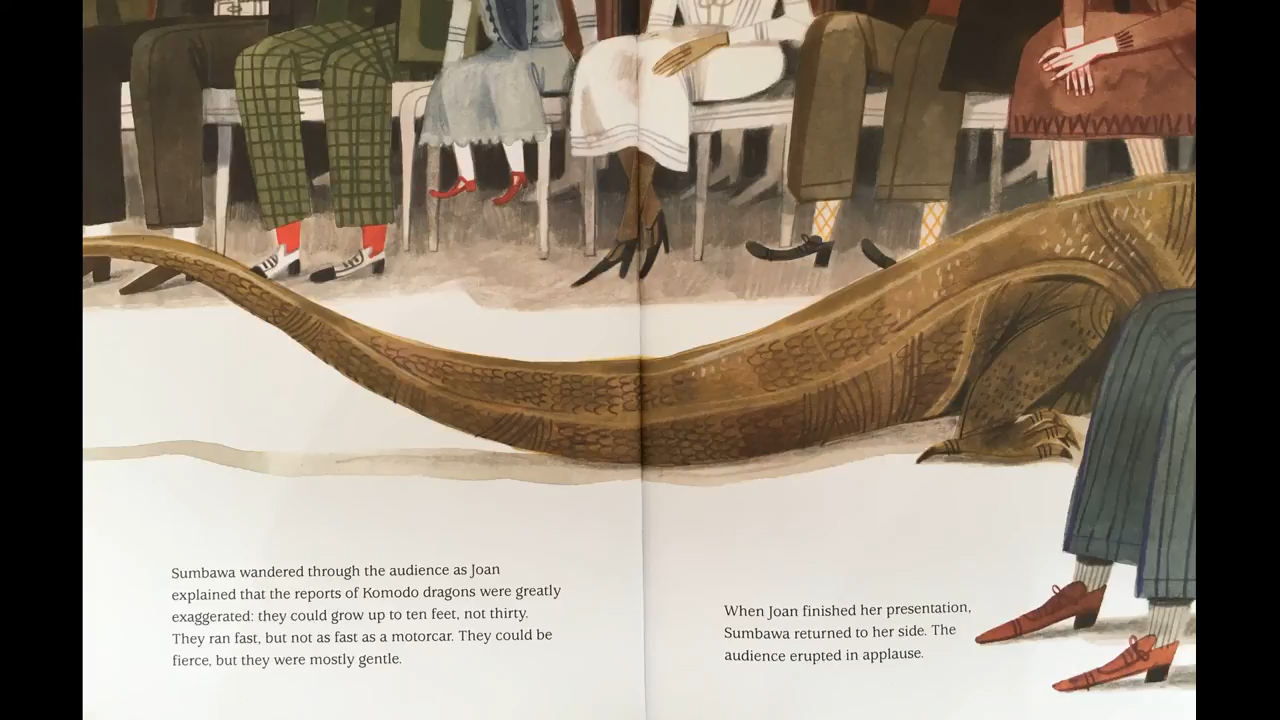 Sumbawa wandered through the audience as Joan
explained that the reports of Komodo dragons were greatly
exaggerated: they could grow up to ten feet, not thirty.
They ran fast, but not as fast as a motorcar. They could be
fierce, but they were mostly gentle.
When Joan finished her presentation,
Sumbawa returned to her side. The
audience erupted in applause.